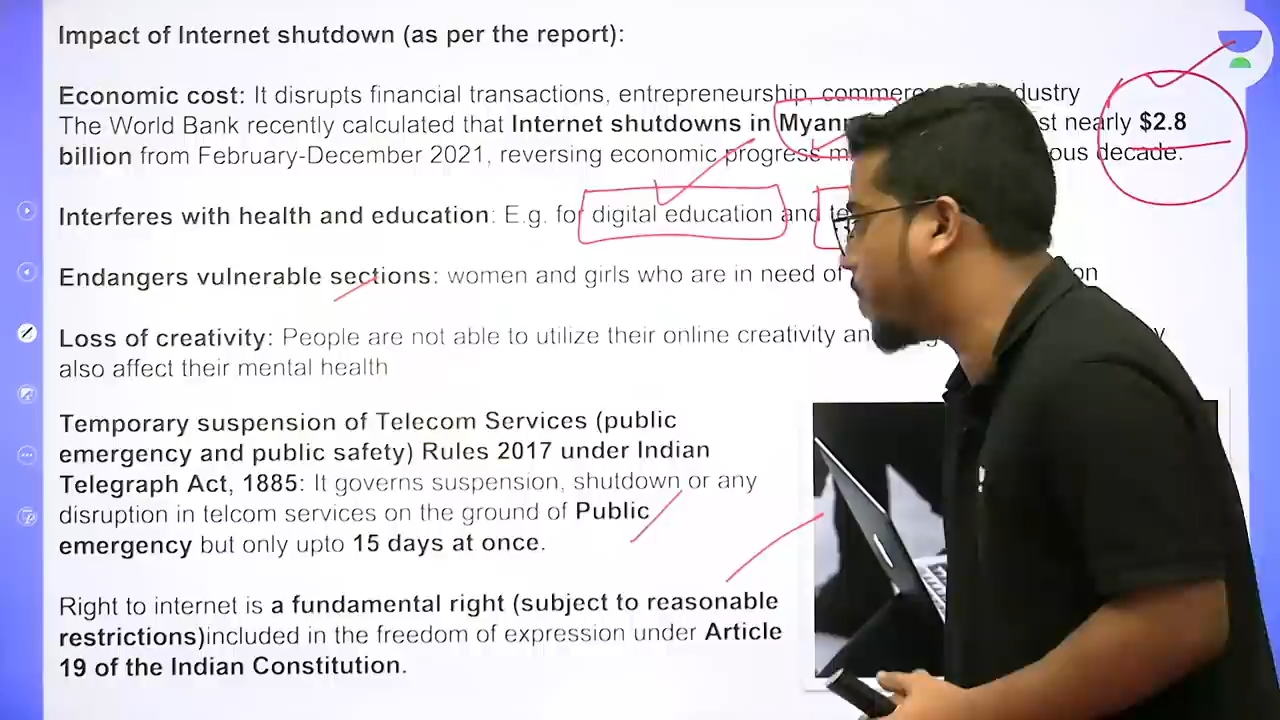 Impact of Internet shutdown (as per the report):
Economic cost: It disrupts financial transactions, entrepreneurship, commerce
The World Bank recently calculated that Internet shutdowns in nearly $2.8
billion from February-December 2021, reversing economic progress decade.
Interferes with health and education: E.g. for digital education and
Endangers vulnerable sections: women and girls who are in need of
Loss of creativity: People are not able to utilize their online creativity
also affect their mental health
Temporary suspension of Telecom Services (public
emergency and public safety) Rules 2017 under Indian
Telegraph Act, 1885: It governs suspension, shutdown or any
disruption in telcom services on the ground of Public
emergency but only upto 15 days at once.
Right to internet is a fundamental right (subject to reasonable
restrictions)included in the freedom of expression under Article
19 of the Indian Constitution.